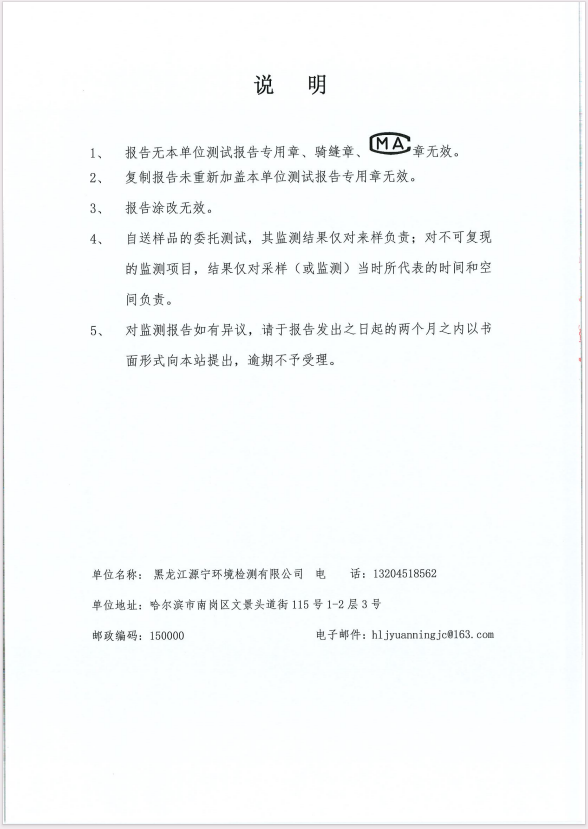 说 明
1、 报告无本单位测试报告专用章、骑缝章、MA章无效。
2、 复制报告未重新加盖本单位测试报告专用章无效。
3、 报告涂改无效。
4、 自送样品的委托测试，其监测结果仅对来样负责；对不可复现
的监测项目，结果仅对采样（或监测）当时所代表的时间和空
间负责。
5、 对监测报告如有异议，请于报告发出之日起的两个月之内以书
面形式向本站提出，逾期不予受理。
单位名称： 黑龙江源宁环境检测有限公司 电 话：13204518562
单位地址：哈尔滨市南岗区文景头道街115号1-2层3号
邮政编码：150000 电子邮件：hljyuanningjc@163.com